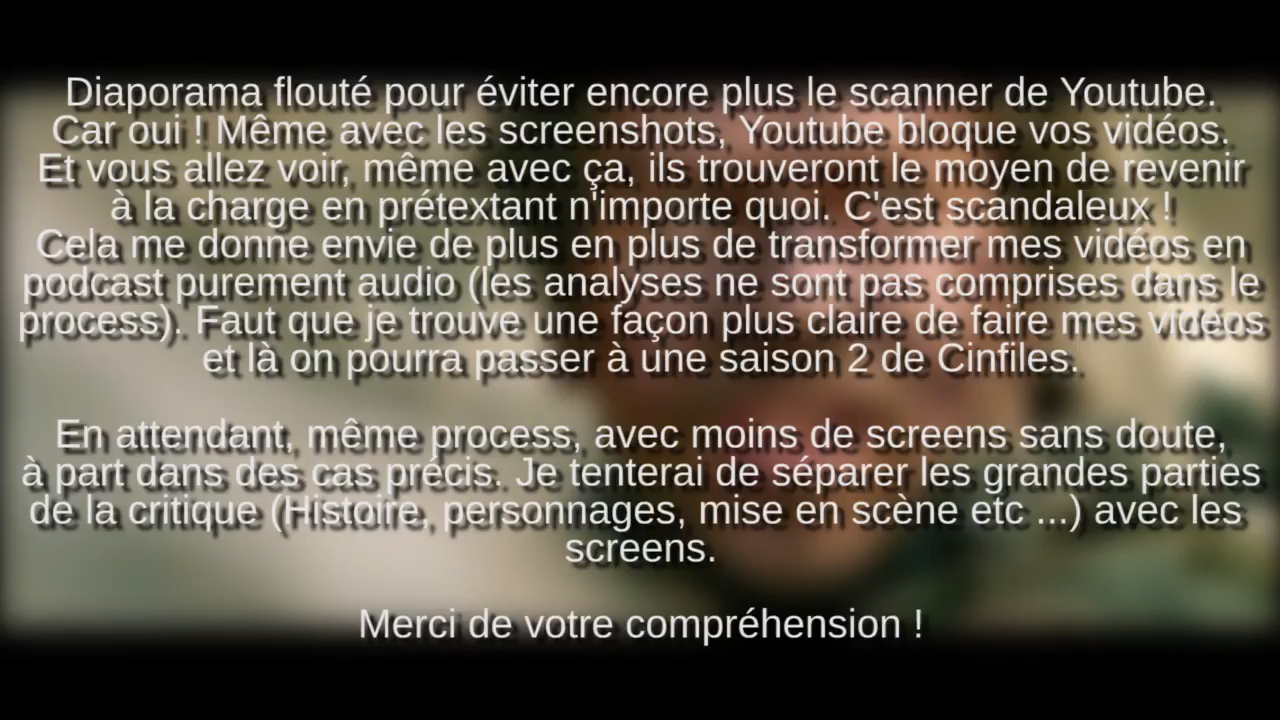 Diaporama flouté pour éviter encore plus le scanner de Youtube.
Car oui ! Même avec les screenshots, Youtube bloque vos vidéos.
Et vous allez voir, même avec ça, ils trouveront le moyen de revenir
à la charge en prétextant n'importe quoi. C'est scandaleux !
Cela me donne envie de plus en plus de transformer mes vidéos en
podcast purement audio (les analyses ne sont pas comprises dans le
process). Faut que je trouve une façon plus claire de faire mes vidéos
et là on pourra passer à une saison 2 de Cinfiles.
En attendant, même process, avec moins de screens sans doute,
à part dans des cas précis. Je tenterai de séparer les grandes parties
de la critique (Histoire, personnages, mise en scène etc ...) avec les
screens.
Merci de votre compréhension !